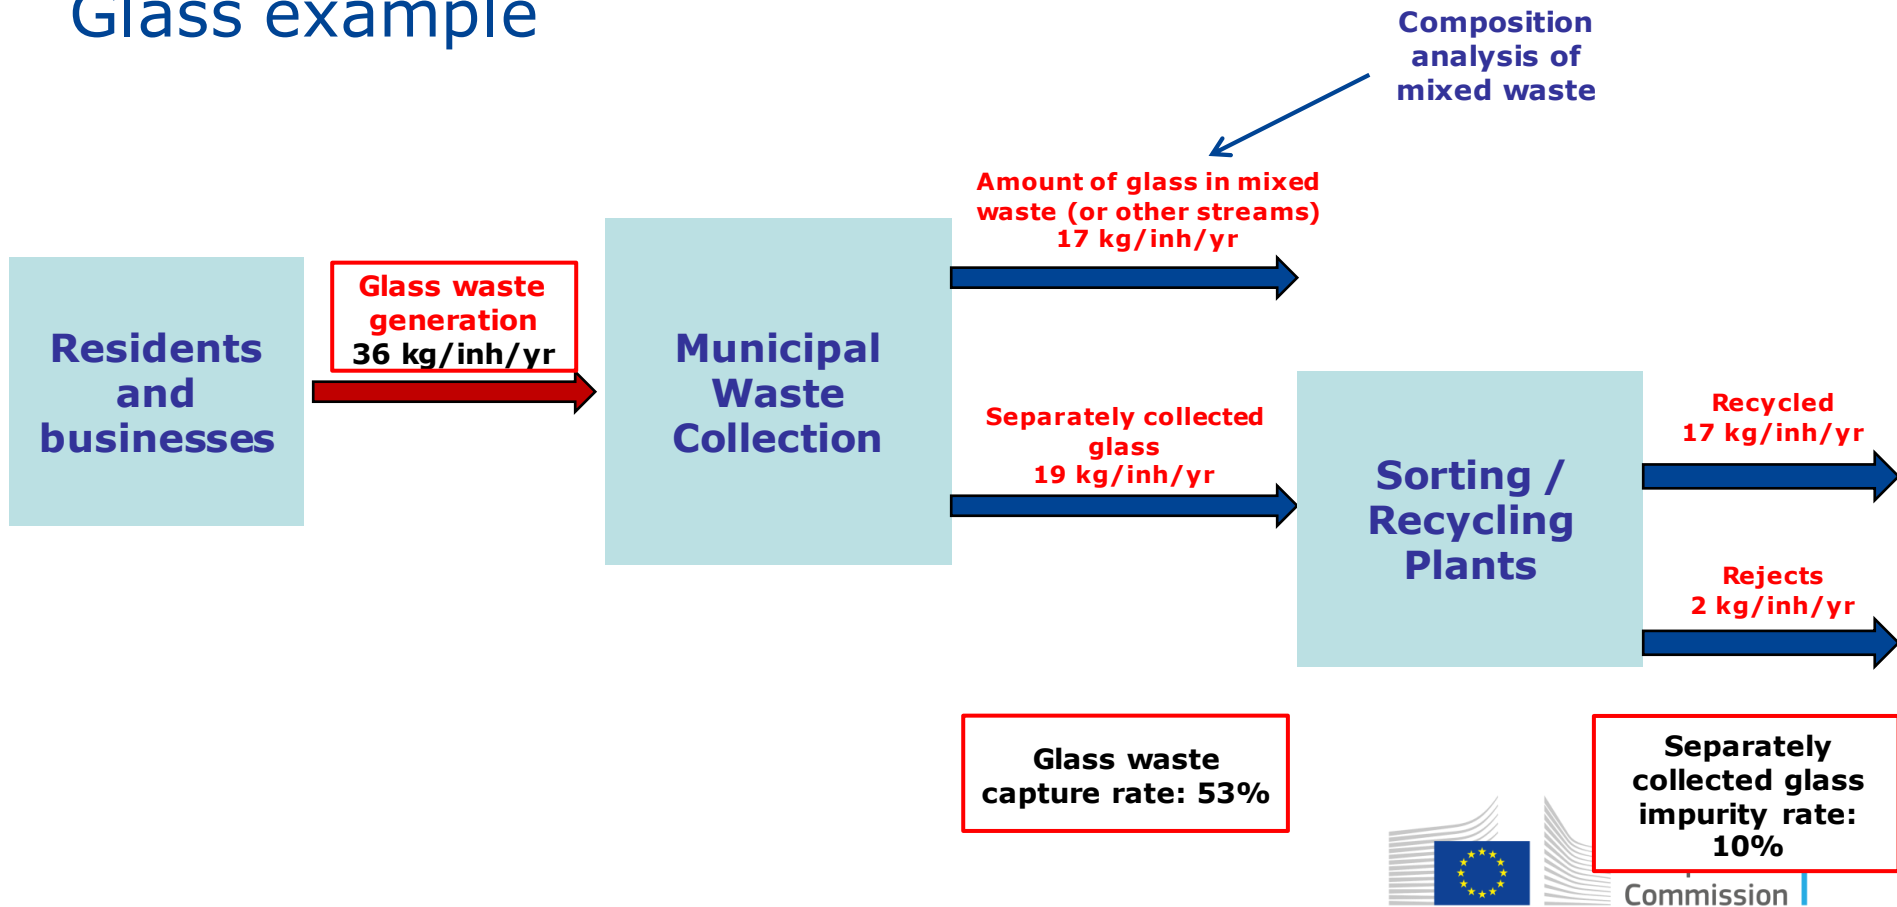 Glass example
Composition
analysis of
mixed waste
Amount of glass in mixed
waste (or other streams)
17 kg/inh/yr
Glass waste
generation
36 kg/inh/yr
Residents
and
businesses
Municipal
Waste
Collection
Separately collected
glass
19 kg/inh/yr
Sorting /
Recycling
Plants
Recycled
17 kg/inh/yr
Rejects
2 kg/inh/yr
Glass waste
capture rate: 53%
Separately
collected glass
impurity rate:
10%
Commission